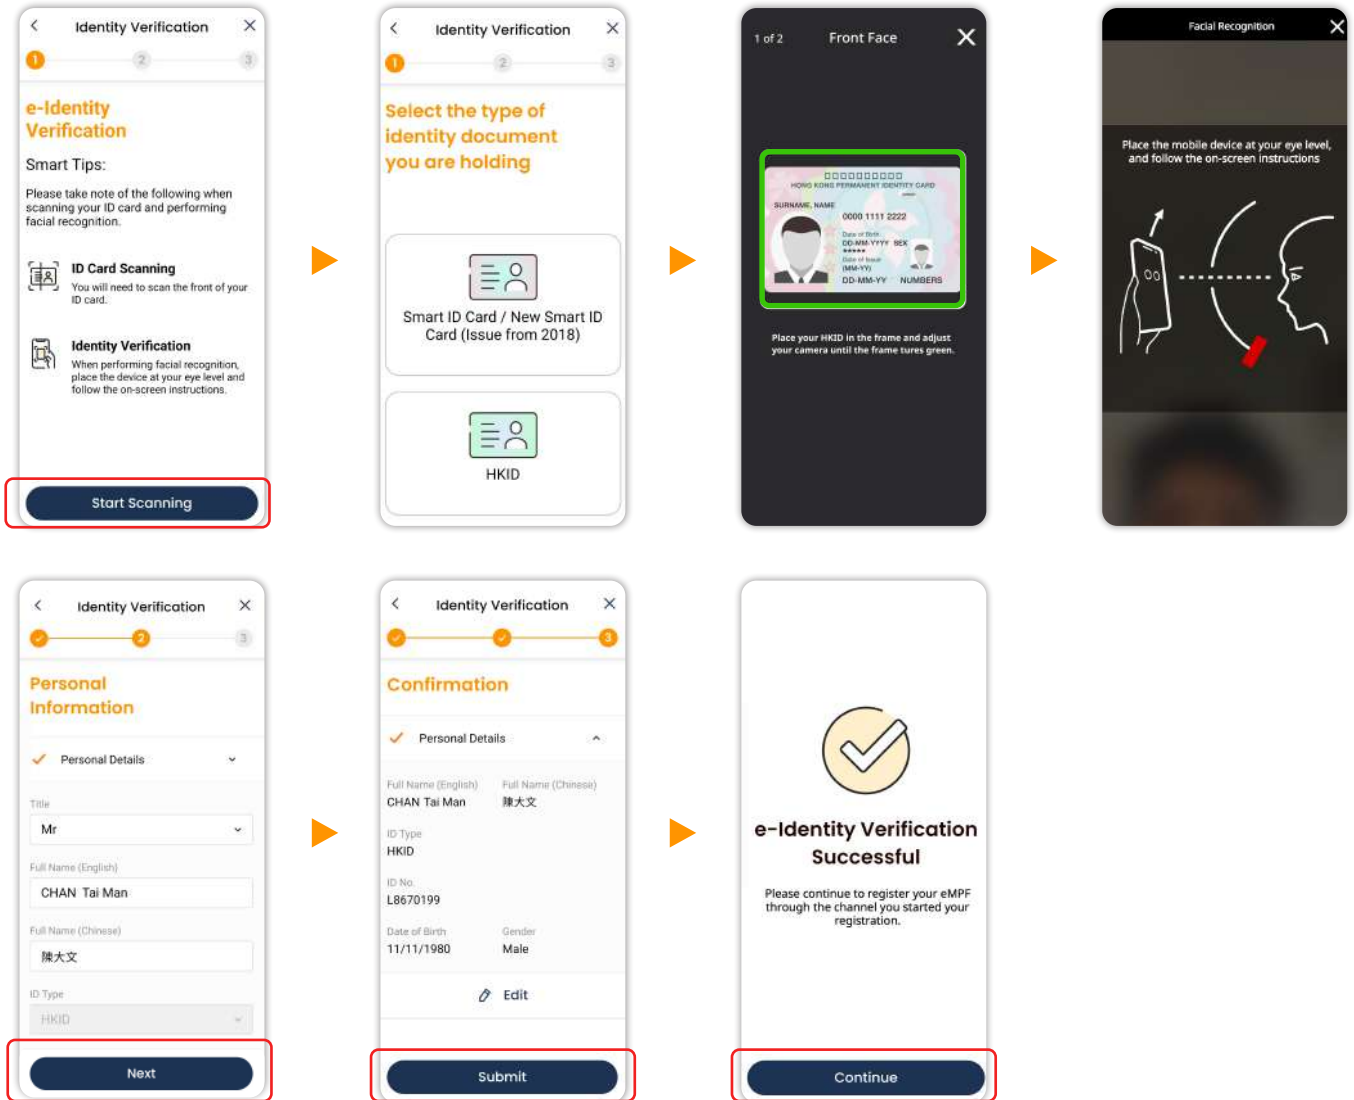 Identity Verification
1 2 3
e-Identity
Verification
Smart Tips:
Please take note of the following when
scanning your ID card and performing
facial recognition.
ID Card Scanning
You will need to scan the front of your
ID card.
Identity Verification
When performing facial recognition,
place the device at your eye level and
follow the on-screen instructions.
Start Scanning
Identity Verification
1 2 3
Select the type of
identity document
you are holding
Smart ID Card / New Smart ID
Card (Issue from 2018)
HKID
1 of 2 Front Face
HONG KONG PERMANENT IDENTITY CARD
SURNAME, NAME
0000 1111 2222
Date of Birth
DD-MM-YYYY SEX
*****
Date of Issue
(MM-YY)
DD-MM-YY NUMBERS
Place your HKID in the frame and adjust
your camera until the frame tures green.
Facial Recognition
Place the mobile device at your eye level,
and follow the on-screen instructions
Identity Verification
2 3
Personal
Information
Personal Details
Title
Mr
Full Name (English)
CHAN Tai Man
Full Name (Chinese)
陳大文
ID Type
HKID
Next
Identity Verification
3
Confirmation
Personal Details
Full Name (English) Full Name (Chinese)
CHAN Tai Man 陳大文
ID Type
HKID
ID No.
L8670199
Date of Birth Gender
11/11/1980 Male
Edit
Submit
e-Identity Verification
Successful
Please continue to register your eMPF
through the channel you started your
registration.
Continue